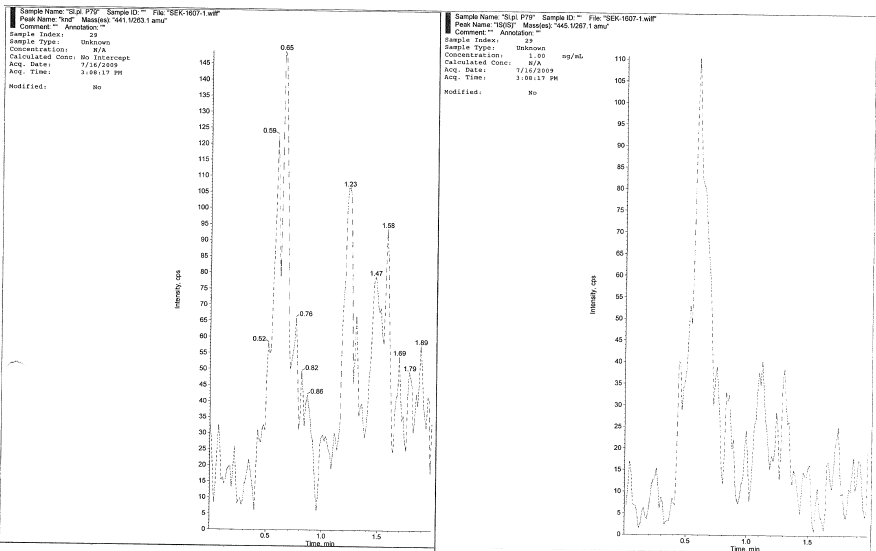 Sample Name: "Sl.pl. P79" Sample ID: "" File: "SEK-1607-1.wiff"
Peak Name: "knd" Mass(es): "441.1/263.1 amu"
Comment: "" Annotation: ""
Sample Index: 29
Sample Type: Unknown
Concentration: N/A
Calculated Conc: No Intercept
Acq. Date: 7/16/2009
Acq. Time: 3:08:17 PM
Modified: No
Intensity, cps
145
140
135
130
125
120
115
110
105
100
95
90
85
80
75
70
65
60
55
50
45
40
35
30
25
20
15
10
5
0
0.52
0.59
0.65
0.76
0.82
0.86
1.23
1.47
1.58
1.69
1.79
1.89
0.5 1.0 1.5
Time, min
Sample Name: "Sl.pl. P79" Sample ID: "" File: "SEK-1607-1.wiff"
Peak Name: "IS(IS)" Mass(es): "445.1/267.1 amu"
Comment: "" Annotation: ""
Sample Index: 29
Sample Type: Unknown
Concentration: 1.00 ng/mL
Calculated Conc: N/A
Acq. Date: 7/16/2009
Acq. Time: 3:08:17 PM
Modified: No
Intensity, cps
110
105
100
95
90
85
80
75
70
65
60
55
50
45
40
35
30
25
20
15
10
5
0
0.5 1.0 1.5
Time, min